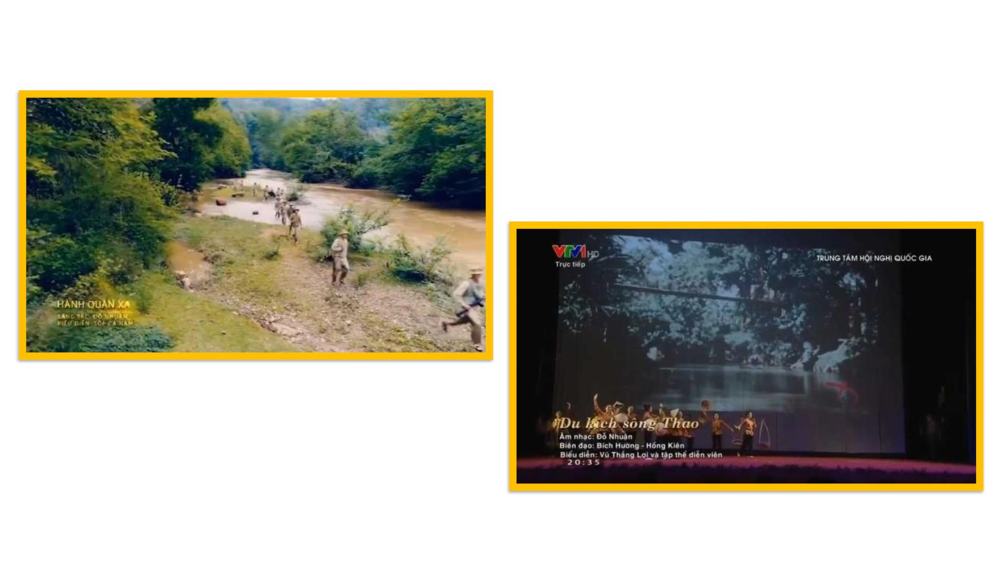 HÀNH QUÂN XA
SÁNG TÁC: ĐỖ NHUẬN
BIỂU DIỄN: TỐP CA NAM
VTV1 HD
Trực tiếp
TRUNG TÂM HỘI NGHỊ QUỐC GIA
Du kích sông Thao
Âm nhạc: Đỗ Nhuận
Biên đạo: Bích Hường - Hồng Kiên
Biểu diễn: Vũ Thắng Lợi và tập thể diễn viên
20:35